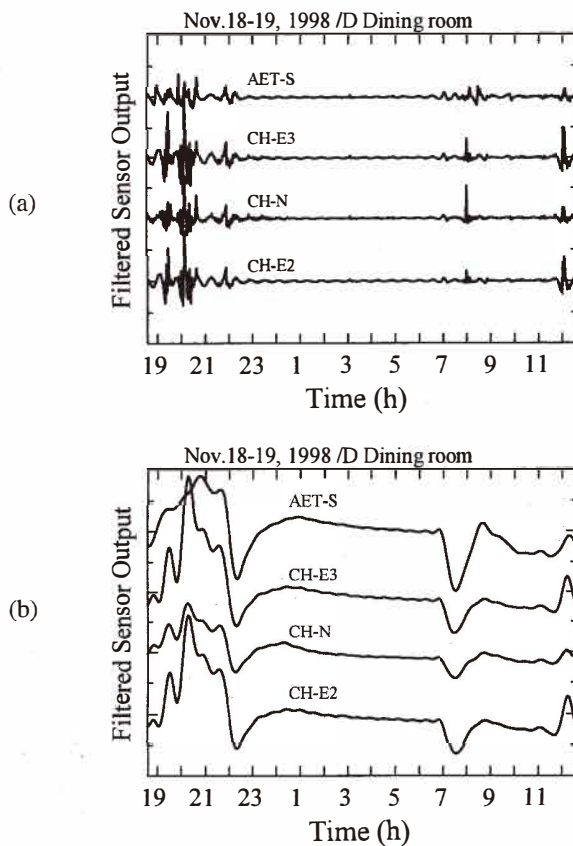 (a)
Nov.18-19, 1998 /D Dining room
Filtered Sensor Output
AET-S
CH-E3
CH-N
CH-E2
19 21 23 1 3 5 7 9 11
Time (h)
(b)
Nov.18-19, 1998 /D Dining room
Filtered Sensor Output
AET-S
CH-E3
CH-N
CH-E2
19 21 23 1 3 5 7 9 11
Time (h)